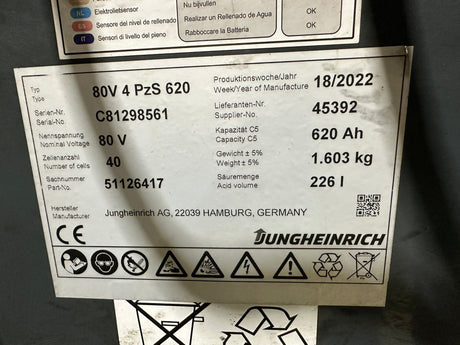 Elektrolietsensor
Nu bijvullen
OK
ES Sensore del nivel de rellenado
Realizar un Rellenado de Agua
OK
IT Sensori di livello del pieno
Rabboccare la Batteria
OK
Typ
Type
80V 4 PzS 620
Produktionswoche/Jahr
Week/Year of Manufacture
18/2022
Serien-Nr.
Serial-No.
C81298561
Lieferanten-Nr.
Supplier-No.
45392
Nennspannung
Nominal Voltage
80 V
Kapazität C5
Capacity C5
620 Ah
Zellenanzahl
Number of cells
40
Gewicht ± 5%
Weight ± 5%
1.603 kg
Sachnummer
Part-No.
51126417
Säuremenge
Acid volume
226 l
Hersteller
Manufacturer
Jungheinrich AG, 22039 HAMBURG, GERMANY
CE
JUNGHEINRICH